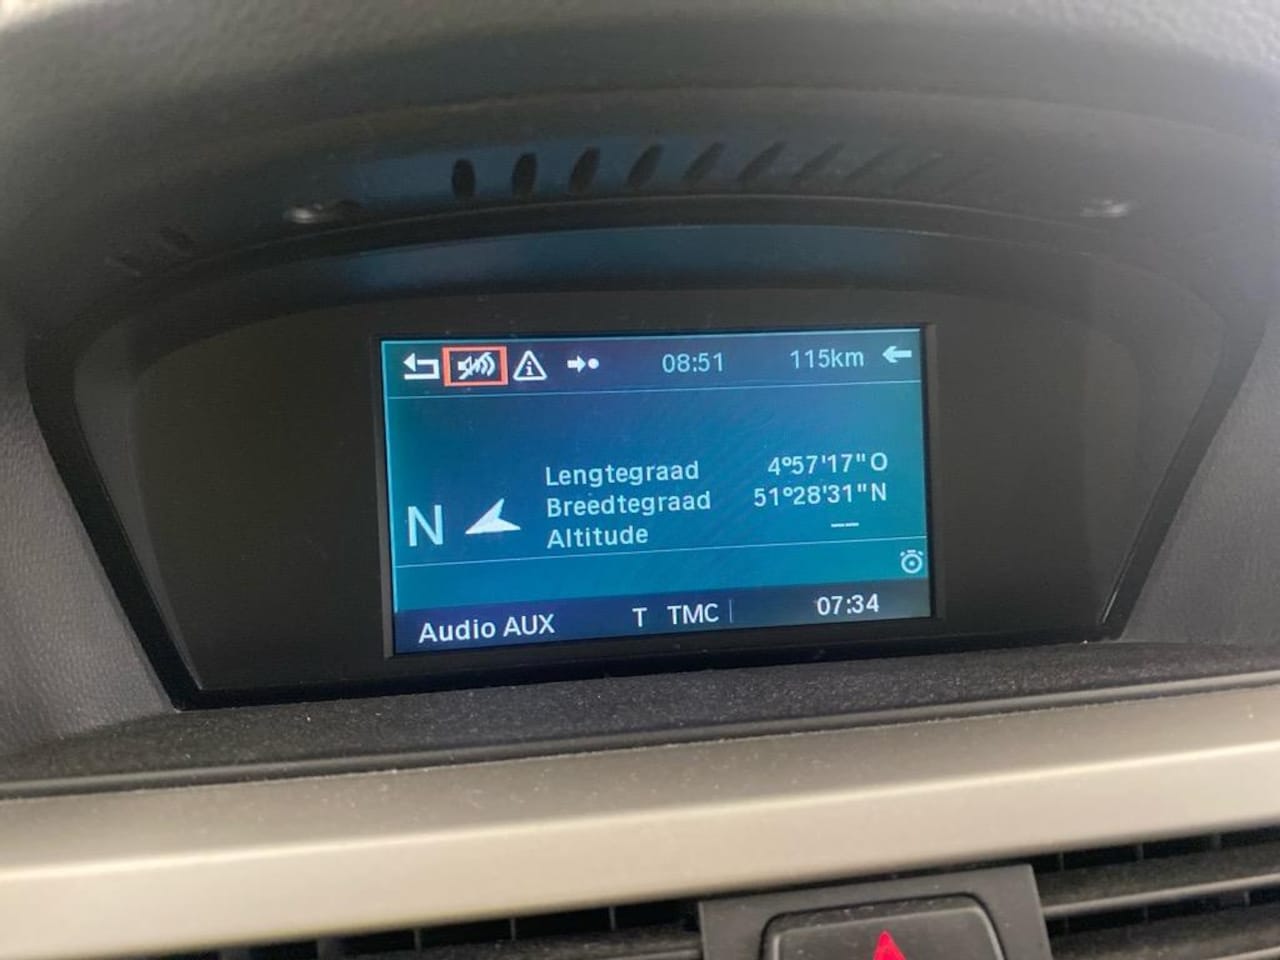 08:51 115km
Lengtegraad 4°57'17"O
Breedtegraad 51°28'31"N
N
Altitude ---
Audio AUX T TMC 07:34